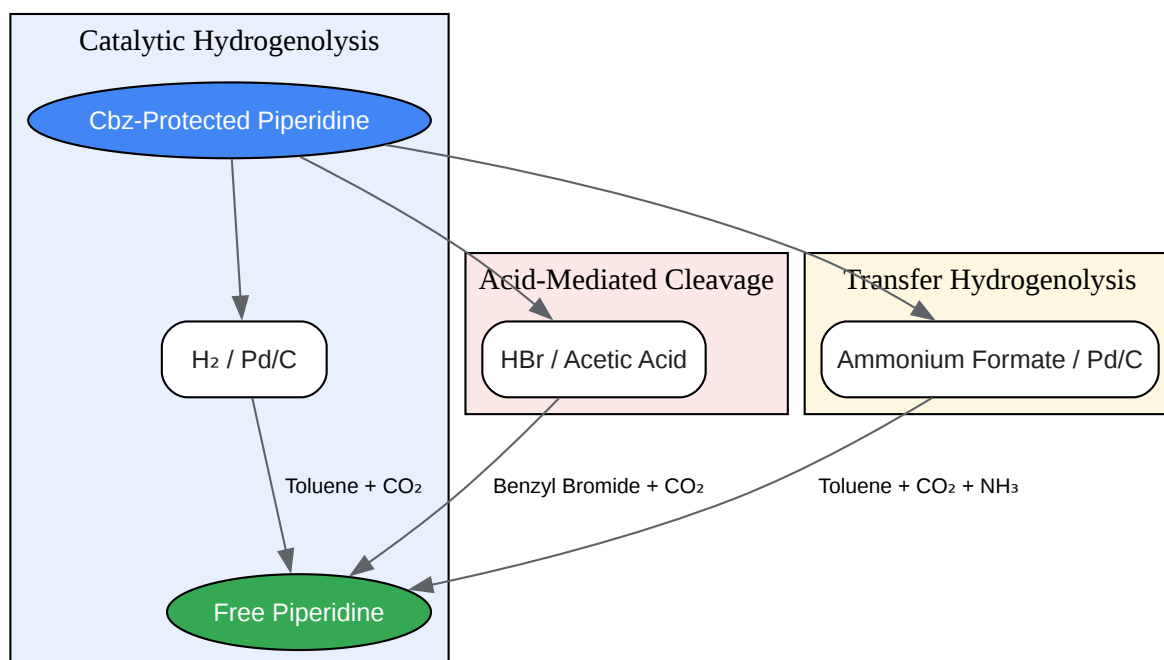 Catalytic Hydrogenolysis
Cbz-Protected Piperidine
Acid-Mediated Cleavage
Transfer Hydrogenolysis
H₂ / Pd/C
HBr / Acetic Acid
Ammonium Formate / Pd/C
Toluene + CO₂
Benzyl Bromide + CO₂
Toluene + CO₂ + NH₃
Free Piperidine